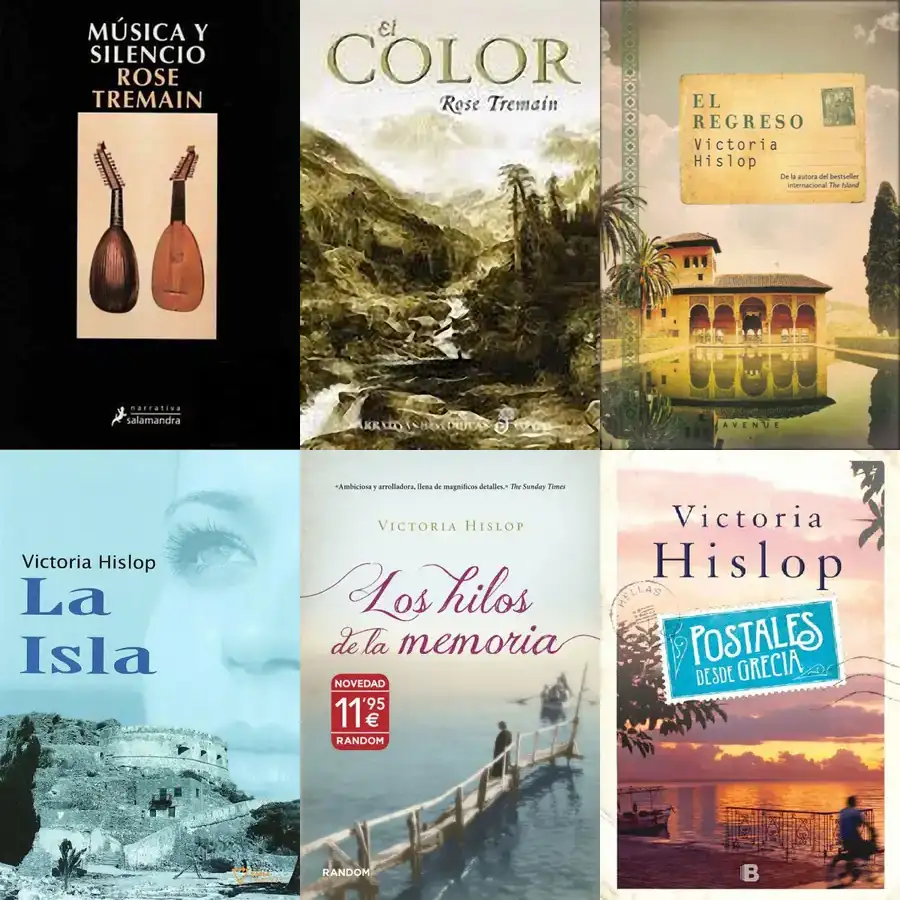 MÚSICA Y
SILENCIO
ROSE
TREMAIN
narrativa
salamandra
El
COLOR
Rose Tremain
EL
REGRESO
Victoria
Hislop
De la autora del bestseller
internacional The Island
AVENUE
Victoria Hislop
La
Isla
«Ambiciosa y arrolladora, llena de magníficos detalles.» The Sunday Times
VICTORIA HISLOP
Los hilos
de la memoria
NOVEDAD
11'95
€
RANDOM
RANDOM
Victoria
Hislop
HELLAS
POSTALES
DESDE GRECIA
B